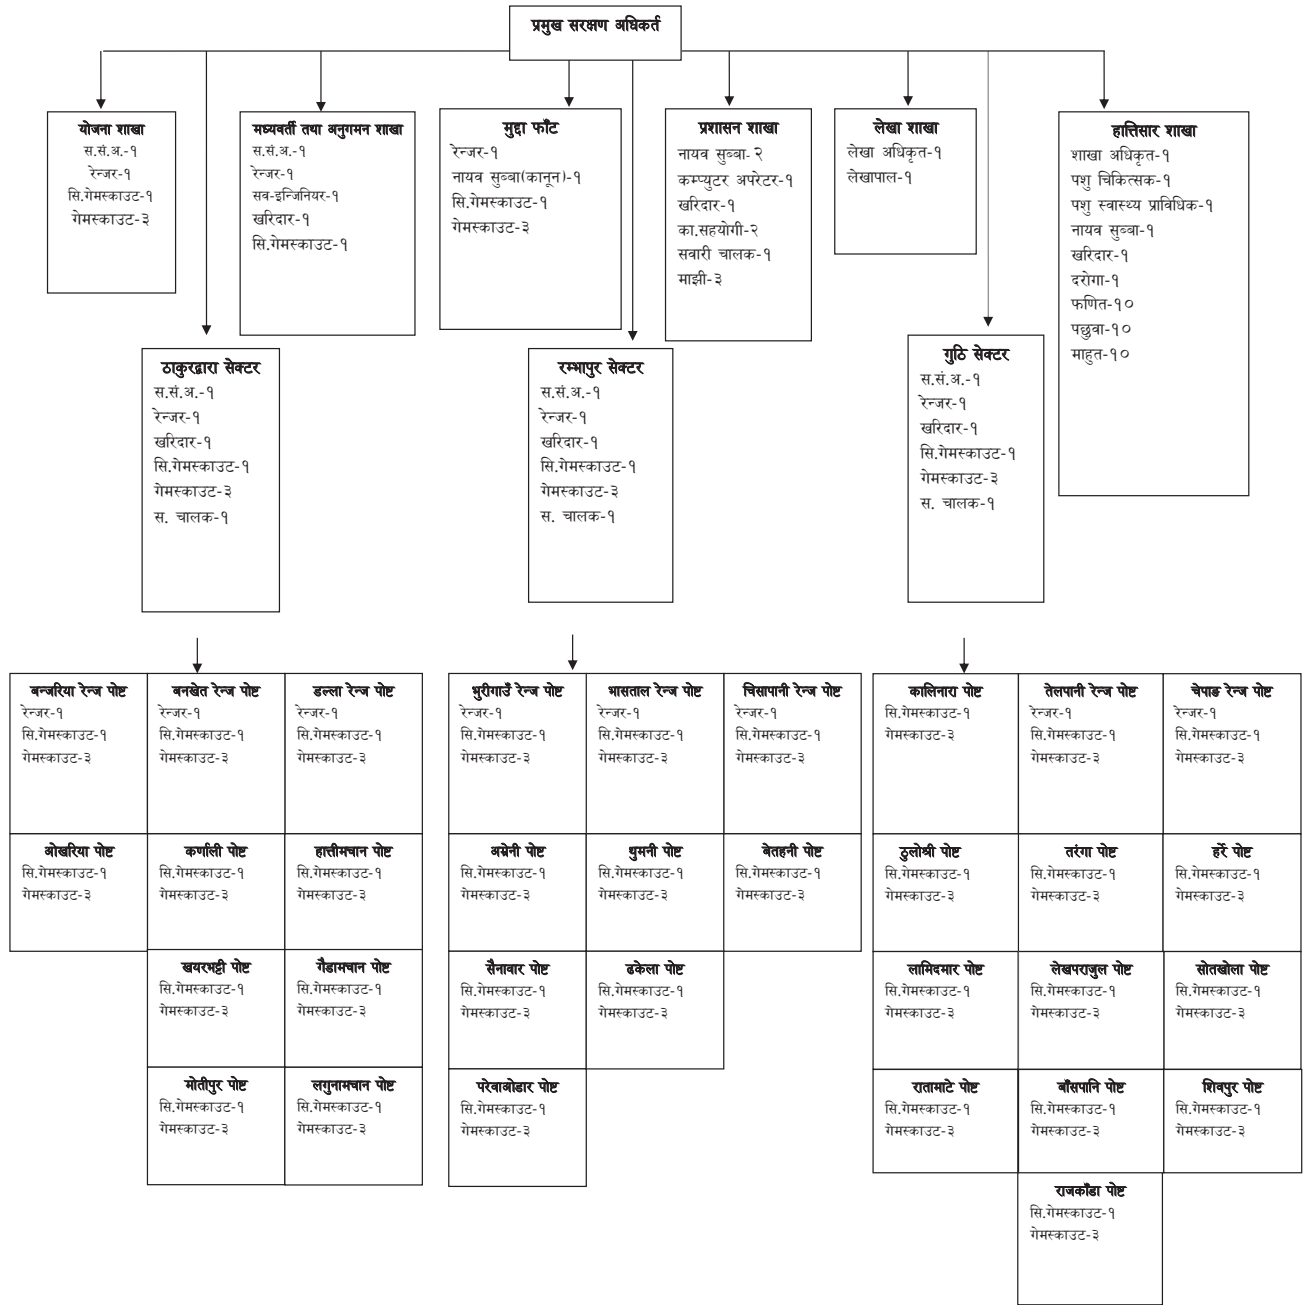 प्रमुख सरक्षण अधिकर्त
योजना शाखा
स.सं.अ.-१
रेन्जर-१
सि.गेमस्काउट-१
गेमस्काउट-३
मध्यवर्ती तथा अनुगमन शाखा
स.सं.अ.-१
रेन्जर-१
सव-इन्जिनियर-१
खरिदार-१
सि.गेमस्काउट-१
मुद्दा फाँट
रेन्जर-१
नायव सुब्बा(कानून)-१
सि.गेमस्काउट-१
गेमस्काउट-३
प्रशासन शाखा
नायव सुब्बा-२
कम्प्युटर अपरेटर-१
खरिदार-१
का.सहयोगी-२
सवारी चालक-१
माझी-३
लेखा शाखा
लेखा अधिकृत-१
लेखापाल-१
हात्तिसार शाखा
शाखा अधिकृत-१
पशु चिकित्सक-१
पशु स्वास्थ्य प्राविधिक-१
नायव सुब्बा-१
खरिदार-१
दरोगा-१
फणित-१०
पछुवा-१०
माहुत-१०
ठाकुरद्वारा सेक्टर
स.सं.अ.-१
रेन्जर-१
खरिदार-१
सि.गेमस्काउट-१
गेमस्काउट-३
स. चालक-१
रम्भापुर सेक्टर
स.सं.अ.-१
रेन्जर-१
खरिदार-१
सि.गेमस्काउट-१
गेमस्काउट-३
स. चालक-१
गुठि सेक्टर
स.सं.अ.-१
रेन्जर-१
खरिदार-१
सि.गेमस्काउट-१
गेमस्काउट-३
स. चालक-१
बन्जरिया रेन्ज पोष्ट
रेन्जर-१
सि.गेमस्काउट-१
गेमस्काउट-३
बनखेत रेन्ज पोष्ट
रेन्जर-१
सि.गेमस्काउट-१
गेमस्काउट-३
डल्ला रेन्ज पोष्ट
रेन्जर-१
सि.गेमस्काउट-१
गेमस्काउट-३
ओखरिया पोष्ट
सि.गेमस्काउट-१
गेमस्काउट-३
कर्णाली पोष्ट
सि.गेमस्काउट-१
गेमस्काउट-३
हात्तीमचान पोष्ट
सि.गेमस्काउट-१
गेमस्काउट-३
खयरभट्टी पोष्ट
सि.गेमस्काउट-१
गेमस्काउट-३
गैडामचान पोष्ट
सि.गेमस्काउट-१
गेमस्काउट-३
मोतीपुर पोष्ट
सि.गेमस्काउट-१
गेमस्काउट-३
लगुनामचान पोष्ट
सि.गेमस्काउट-१
गेमस्काउट-३
भुरीगाउँ रेन्ज पोष्ट
रेन्जर-१
सि.गेमस्काउट-१
गेमस्काउट-३
भासताल रेन्ज पोष्ट
रेन्जर-१
सि.गेमस्काउट-१
गेमस्काउट-३
चिसापानी रेन्ज पोष्ट
रेन्जर-१
सि.गेमस्काउट-१
गेमस्काउट-३
अम्रेनी पोष्ट
सि.गेमस्काउट-१
गेमस्काउट-३
थुमनी पोष्ट
सि.गेमस्काउट-१
गेमस्काउट-३
बेतहनी पोष्ट
सि.गेमस्काउट-१
गेमस्काउट-३
सैनावार पोष्ट
सि.गेमस्काउट-१
गेमस्काउट-३
ढकेला पोष्ट
सि.गेमस्काउट-१
गेमस्काउट-३
परेवाओडार पोष्ट
सि.गेमस्काउट-१
गेमस्काउट-३
कालिनारा पोष्ट
सि.गेमस्काउट-१
गेमस्काउट-३
तेलपानी रेन्ज पोष्ट
रेन्जर-१
सि.गेमस्काउट-१
गेमस्काउट-३
चेपाङ रेन्ज पोष्ट
रेन्जर-१
सि.गेमस्काउट-१
गेमस्काउट-३
ठुलोश्री पोष्ट
सि.गेमस्काउट-१
गेमस्काउट-३
तरंगा पोष्ट
सि.गेमस्काउट-१
गेमस्काउट-३
हर्रे पोष्ट
सि.गेमस्काउट-१
गेमस्काउट-३
लामिदमार पोष्ट
सि.गेमस्काउट-१
गेमस्काउट-३
लेखपराजुल पोष्ट
सि.गेमस्काउट-१
गेमस्काउट-३
सोतखोला पोष्ट
सि.गेमस्काउट-१
गेमस्काउट-३
रातामाटे पोष्ट
सि.गेमस्काउट-१
गेमस्काउट-३
बाँसपानि पोष्ट
सि.गेमस्काउट-१
गेमस्काउट-३
शिवपुर पोष्ट
सि.गेमस्काउट-१
गेमस्काउट-३
राजकाँडा पोष्ट
सि.गेमस्काउट-१
गेमस्काउट-३